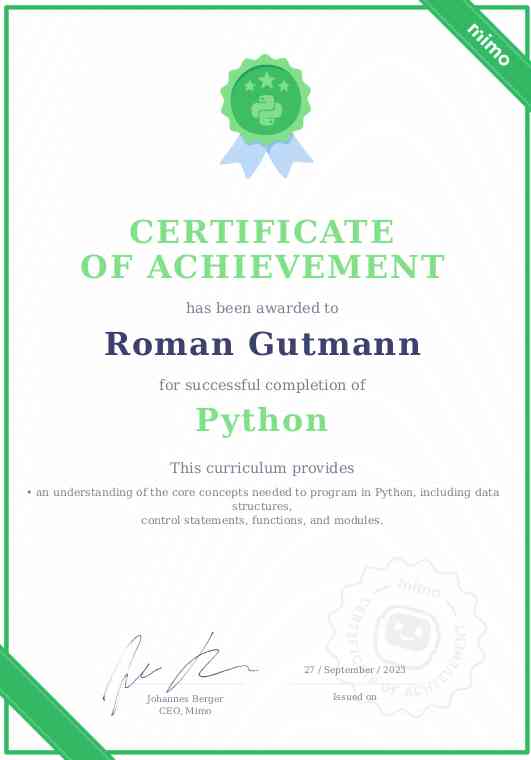 mimo
CERTIFICATE
OF ACHIEVEMENT
has been awarded to
Roman Gutmann
for successful completion of
Python
This curriculum provides
• an understanding of the core concepts needed to program in Python, including data
structures,
control statements, functions, and modules.
mimo
CERTIFICATE OF ACHIEVEMENT
27 / September / 2023
Johannes Berger
CEO, Mimo
Issued on